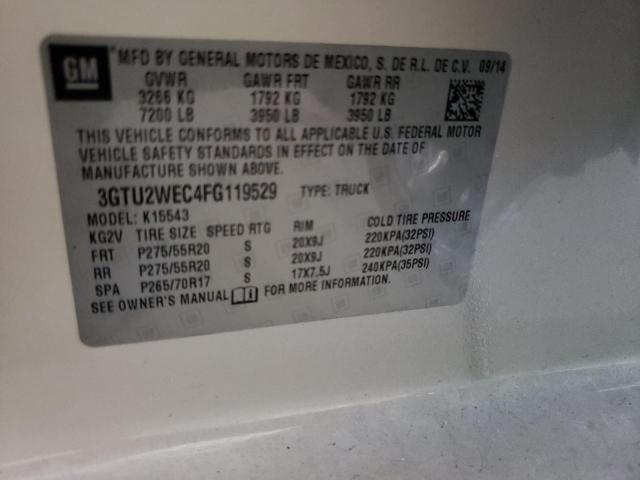 GM
MFD BY GENERAL MOTORS DE MEXICO, S. DE R.L. DE C.V. 09/14
GVWR GAWR FRT GAWR RR
3266 KG 1792 KG 1792 KG
7200 LB 3950 LB 3950 LB
THIS VEHICLE CONFORMS TO ALL APPLICABLE U.S. FEDERAL MOTOR
VEHICLE SAFETY STANDARDS IN EFFECT ON THE DATE OF
MANUFACTURE SHOWN ABOVE.
3GTU2WEC4FG119529 TYPE: TRUCK
MODEL: K15543
KG2V TIRE SIZE SPEED RTG RIM COLD TIRE PRESSURE
FRT P275/55R20 S 20X9J 220KPA(32PSI)
RR P275/55R20 S 20X9J 220KPA(32PSI)
SPA P265/70R17 S 17X7.5J 240KPA(35PSI)
SEE OWNER'S MANUAL FOR MORE INFORMATION.